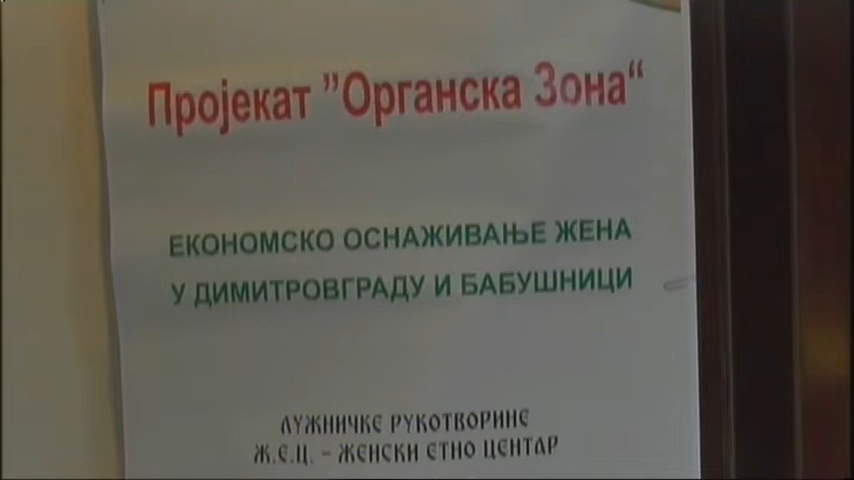 Пројекат ”Органска Зона“
ЕКОНОМСКО ОСНАЖИВАЊЕ ЖЕНА
У ДИМИТРОВГРАДУ И БАБУШНИЦИ
ЛУЖНИЧКЕ РУКОТВОРИНЕ
Ж.Е.Ц. – ЖЕНСКИ ЕТНО ЦЕНТАР